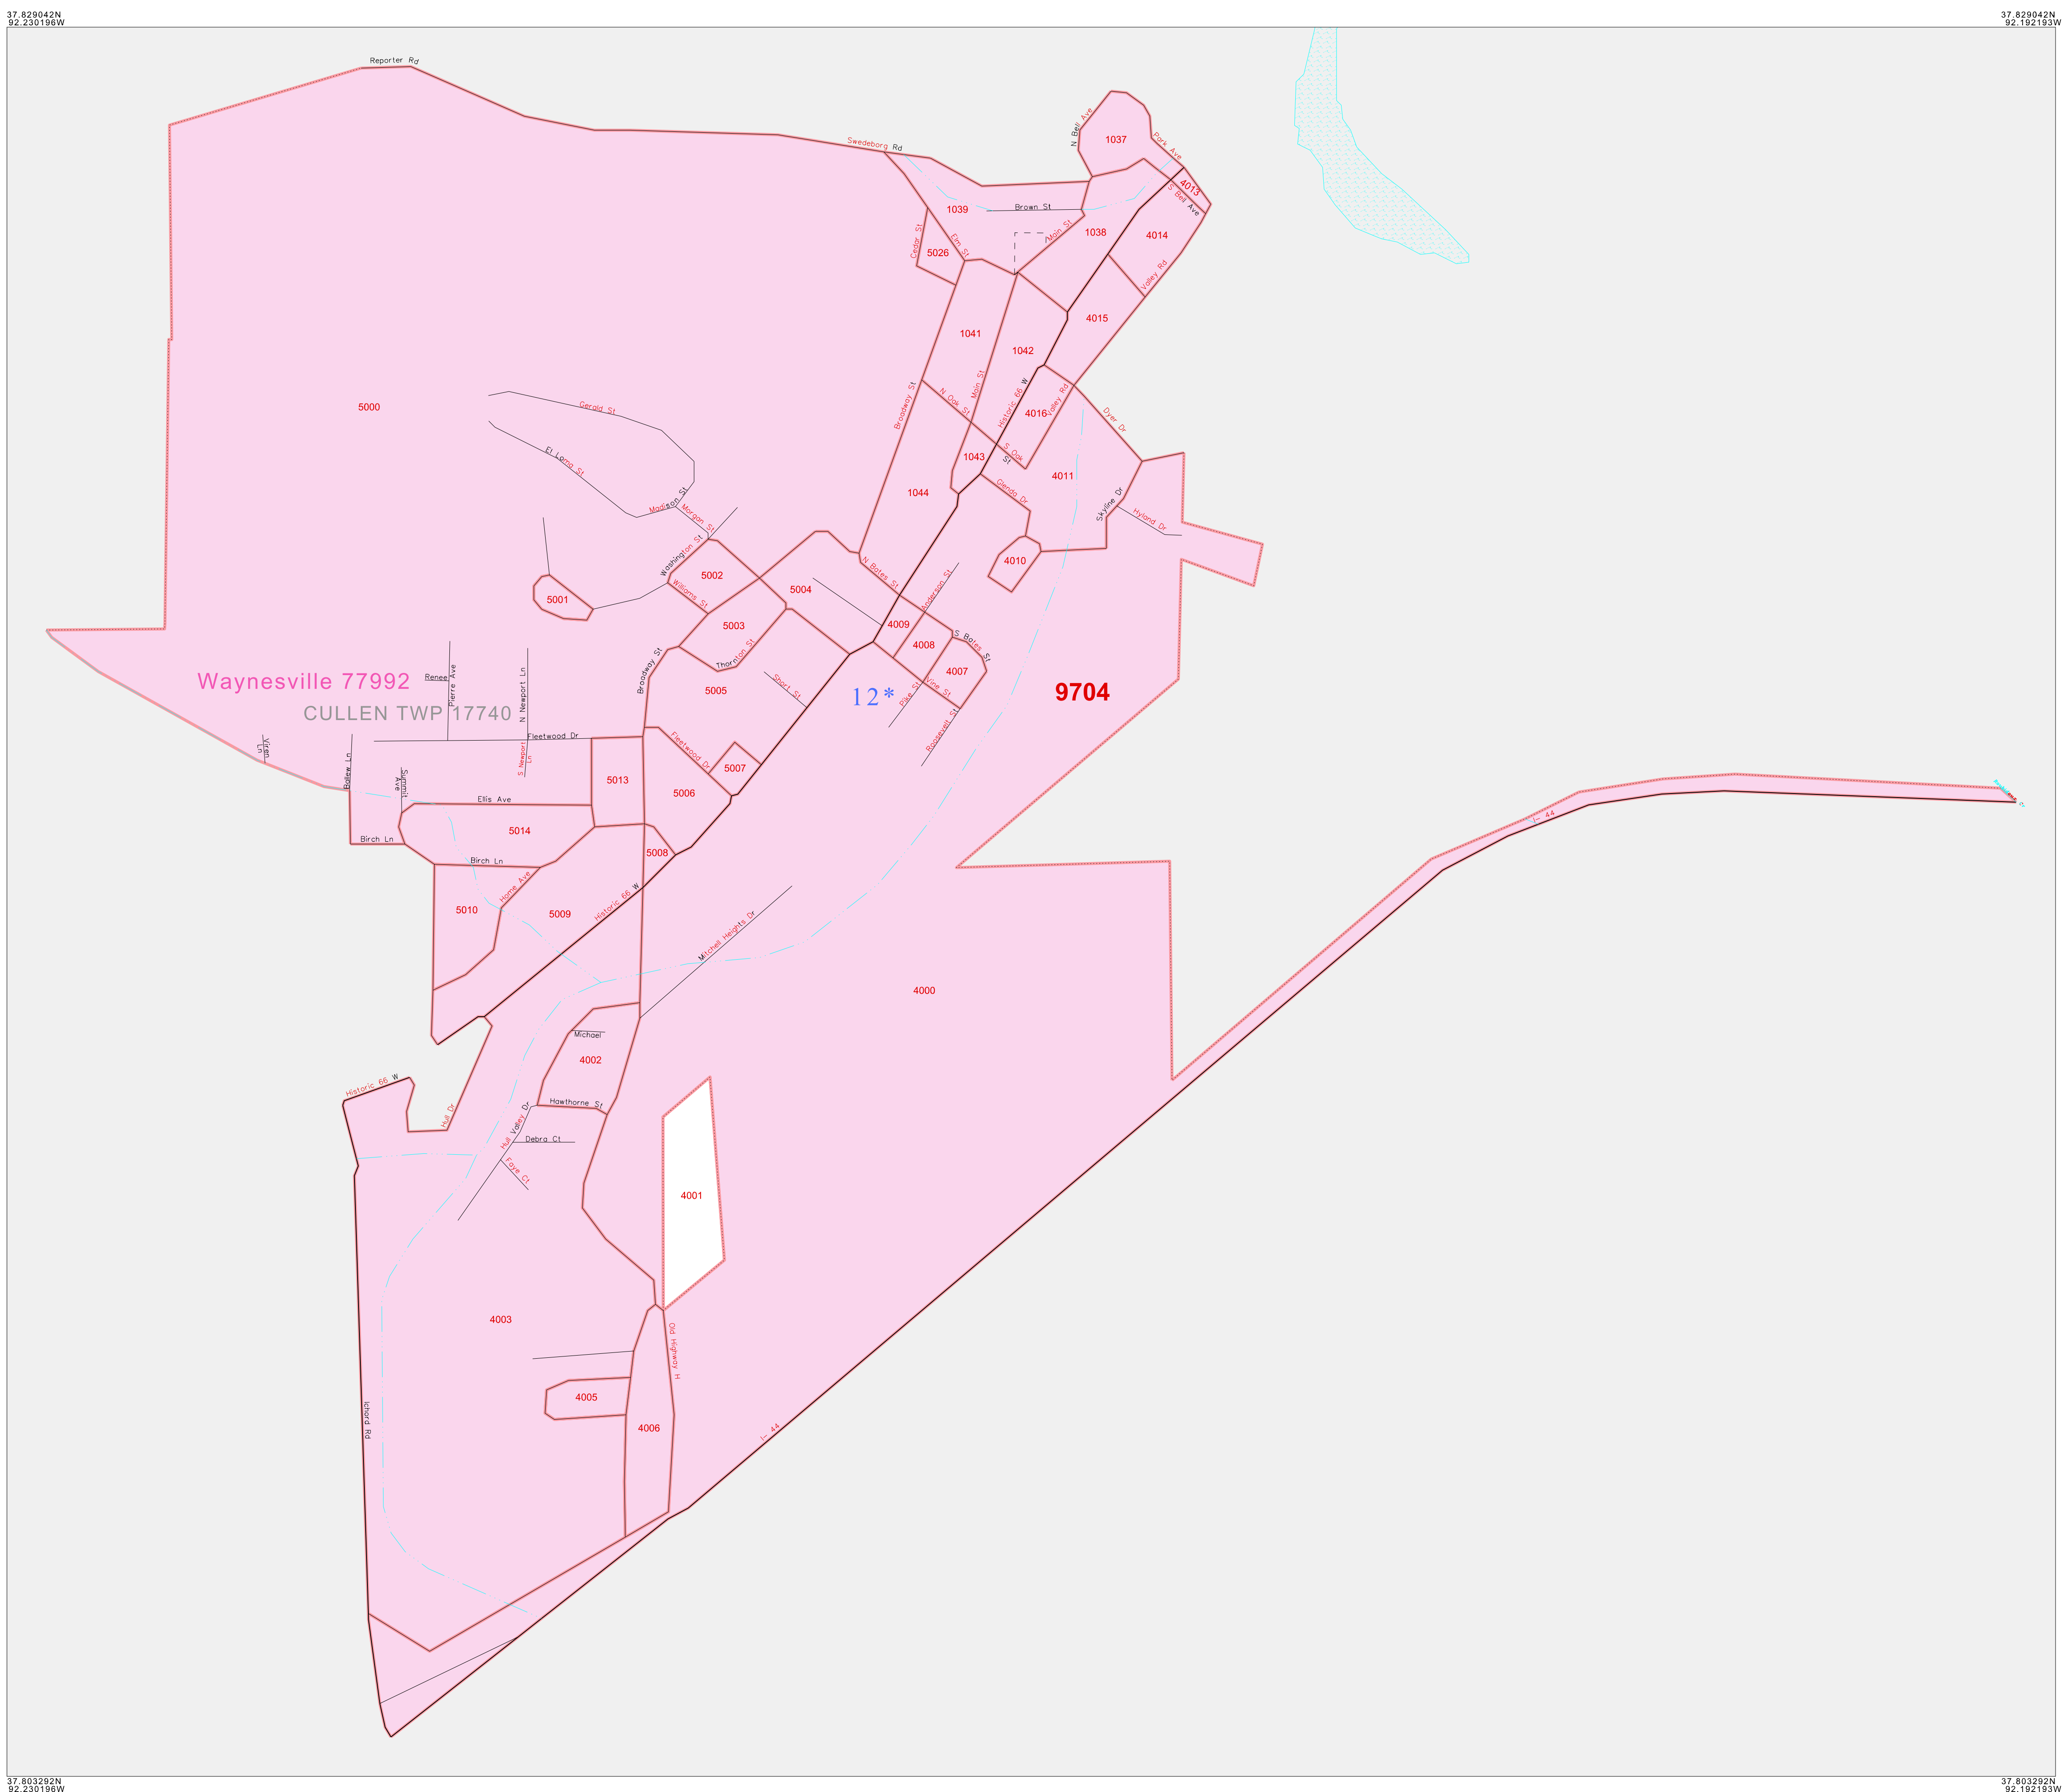 37.829042N
92.230196W
37.829042N
92.192193W
Reporter Rd
Swedeborg Rd
N Bell Ave
1037
Park Ave
4013
S Bell Ave
1039
Brown St
Cedar St
Elm St
Main St
1038
4014
5026
Valley Rd
1041
4015
1042
5000
Gerald St
Broadway St
N Oak St
Main St
Historic 66 W
4016
Valley Rd
Dyer Dr
El Loma St
1043
S Oak St
4011
Madison St
Morgan St
1044
Glenda Dr
Skyline Dr
Hyland Dr
Washington St
5002
Williams St
5001
5004
N Bates St
4010
Anderson St
5003
4009
4008
S Bates St
Thornton St
Broadway St
4007
Renee
Pierre Ave
N Newport Ln
Waynesville 77992
CULLEN TWP 17740
5005
Short St
12*
Pike St
Vine St
9704
Roosevelt St
Viren Ln
Ballew Ln
Fleetwood Dr
S Newport Ln
Fleetwood Dr
5007
5013
5006
Summit Ave
Ellis Ave
5014
Birch Ln
5008
I- 44
Birch Ln
Home Ave
5010
5009
Historic 66 W
Mitchell Heights Dr
4000
Michael
4002
Historic 66 W
Hull Dr
Hawthorne St
Hull Valley Dr
Debra Ct
Faye Ct
4001
4003
Old Highway H
4005
4006
Ichord Rd
I- 44
37.803292N
92.230196W
37.803292N
92.192193W